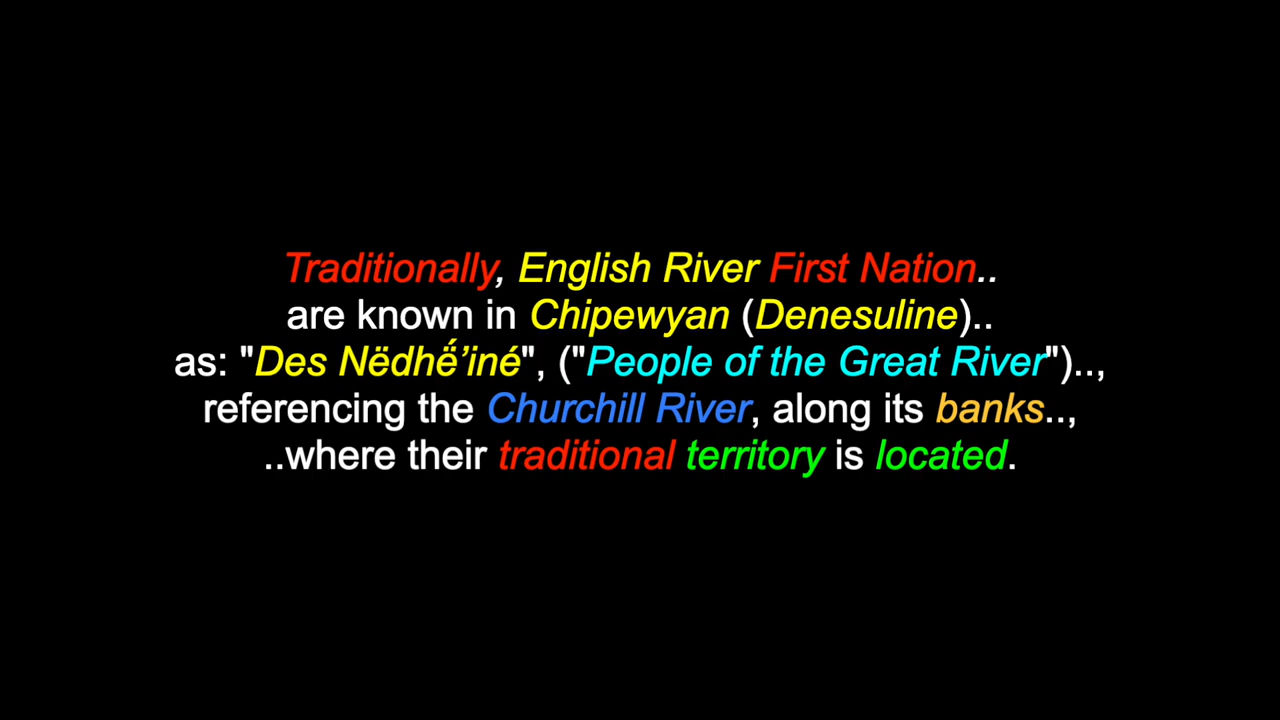 Traditionally, English River First Nation..
are known in Chipewyan (Denesuline)..
as: "Des Nëdhë́’iné", ("People of the Great River")..,
referencing the Churchill River, along its banks..,
..where their traditional territory is located.